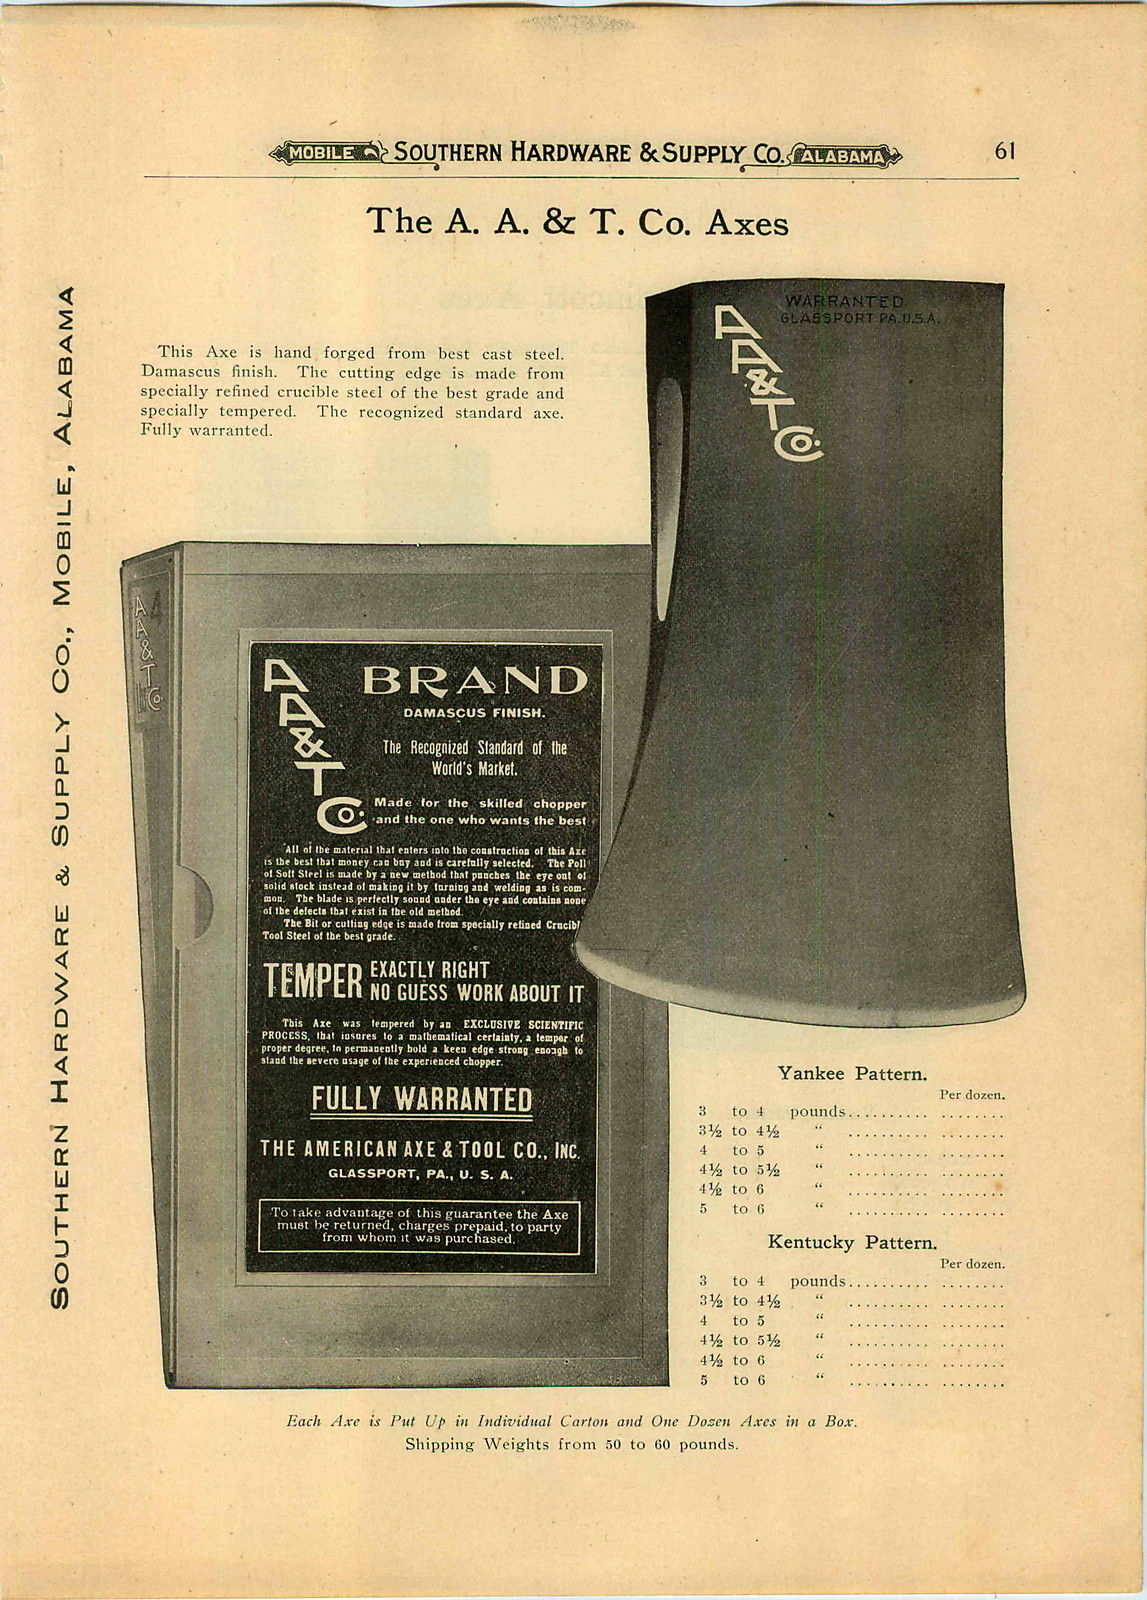 MOBILE SOUTHERN HARDWARE & SUPPLY CO. ALABAMA 61
The A. A. & T. Co. Axes
SOUTHERN HARDWARE & SUPPLY CO., MOBILE, ALABAMA
This Axe is hand forged from best cast steel.
Damascus finish. The cutting edge is made from
specially refined crucible steel of the best grade and
specially tempered. The recognized standard axe.
Fully warranted.
WARRANTED
GLASSPORT PA. U.S.A.
A
A
&
T
Co.
A
A
&
T
Co
A
A
&
T
Co.
BRAND
DAMASCUS FINISH.
The Recognized Standard of the
World's Market.
Made for the skilled chopper
and the one who wants the best
All of the material that enters into the construction of this Axe
is the best that money can buy and is carefully selected. The Poll
of Soft Steel is made by a new method that punches the eye out of
solid stock instead of making it by turning and welding as is com-
mon. The blade is perfectly sound under the eye and contains none
of the defects that exist in the old method.
The Bit or cutting edge is made from specially refined Crucibl
Tool Steel of the best grade.
TEMPER EXACTLY RIGHT
NO GUESS WORK ABOUT IT
This Axe was tempered by an EXCLUSIVE SCIENTIFIC
PROCESS, that insures to a mathematical certainty, a temper of
proper degree, to permanently hold a keen edge strong enough to
stand the severe usage of the experienced chopper.
FULLY WARRANTED
THE AMERICAN AXE & TOOL CO., INC.
GLASSPORT, PA., U. S. A.
To take advantage of this guarantee the Axe
must be returned, charges prepaid, to party
from whom it was purchased.
Yankee Pattern.
Per dozen.
3 to 4 pounds.......... ........
3½ to 4½ " .......... ........
4 to 5 " .......... ........
4½ to 5½ " .......... ........
4½ to 6 " .......... ........
5 to 6 " .......... ........
Kentucky Pattern.
Per dozen.
3 to 4 pounds.......... ........
3½ to 4½ " .......... ........
4 to 5 " .......... ........
4½ to 5½ " .......... ........
4½ to 6 " .......... ........
5 to 6 " .......... ........
Each Axe is Put Up in Individual Carton and One Dozen Axes in a Box.
Shipping Weights from 50 to 60 pounds.